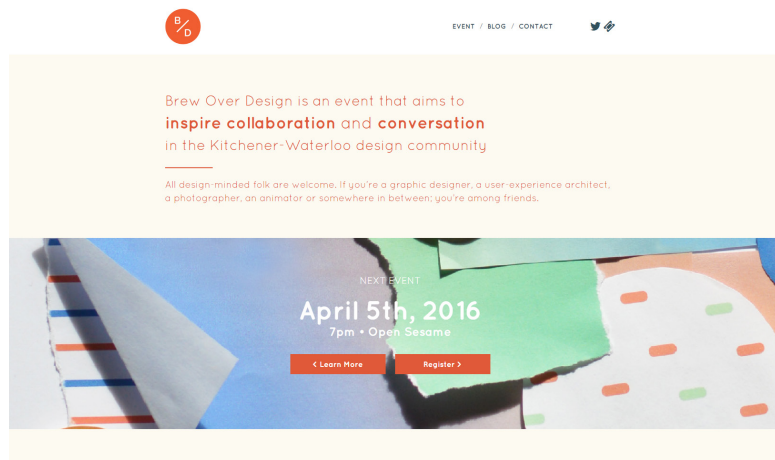 B/D
EVENT / BLOG / CONTACT
Brew Over Design is an event that aims to
inspire collaboration and conversation
in the Kitchener-Waterloo design community
All design-minded folk are welcome. If you're a graphic designer, a user-experience architect,
a photographer, an animator or somewhere in between; you're among friends.
NEXT EVENT
April 5th, 2016
7pm • Open Sesame
‹ Learn More
Register ›